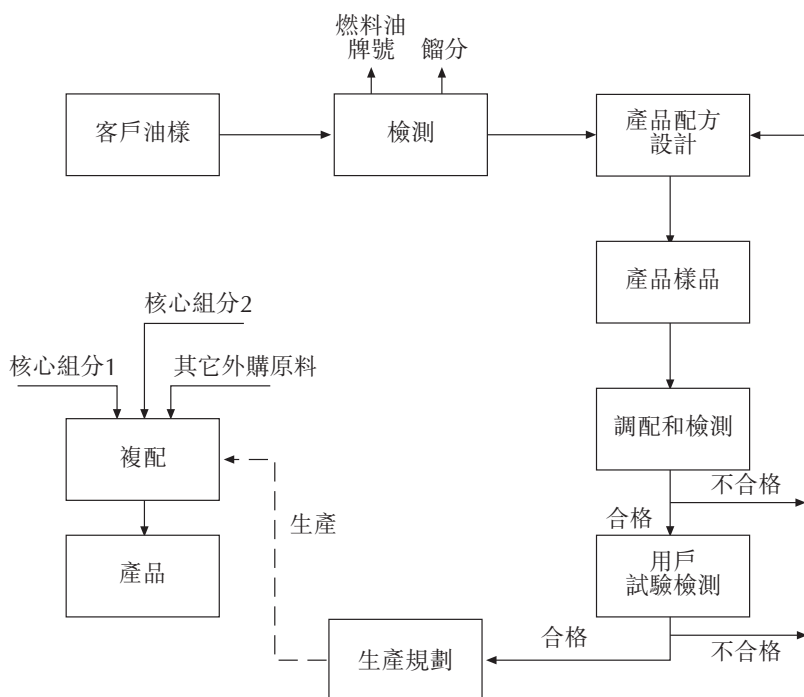 燃料油
牌號
餾分
客戶油樣
檢測
產品配方
設計
產品樣品
核心組分2
核心組分1
其它外購原料
調配和檢測
複配
不合格
合格
生產
產品
用戶
試驗檢測
合格
不合格
生產規劃